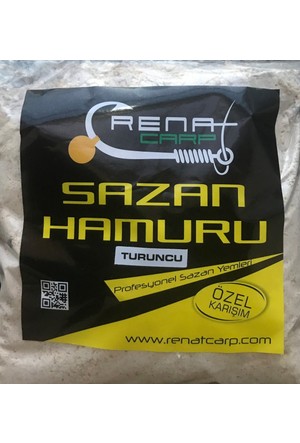 RENAT
CARP
SAZAN
HAMURU
TURUNCU
Profesyonel Sazan Yemleri
ÖZEL
KARIŞIM
www.renatcarp.com